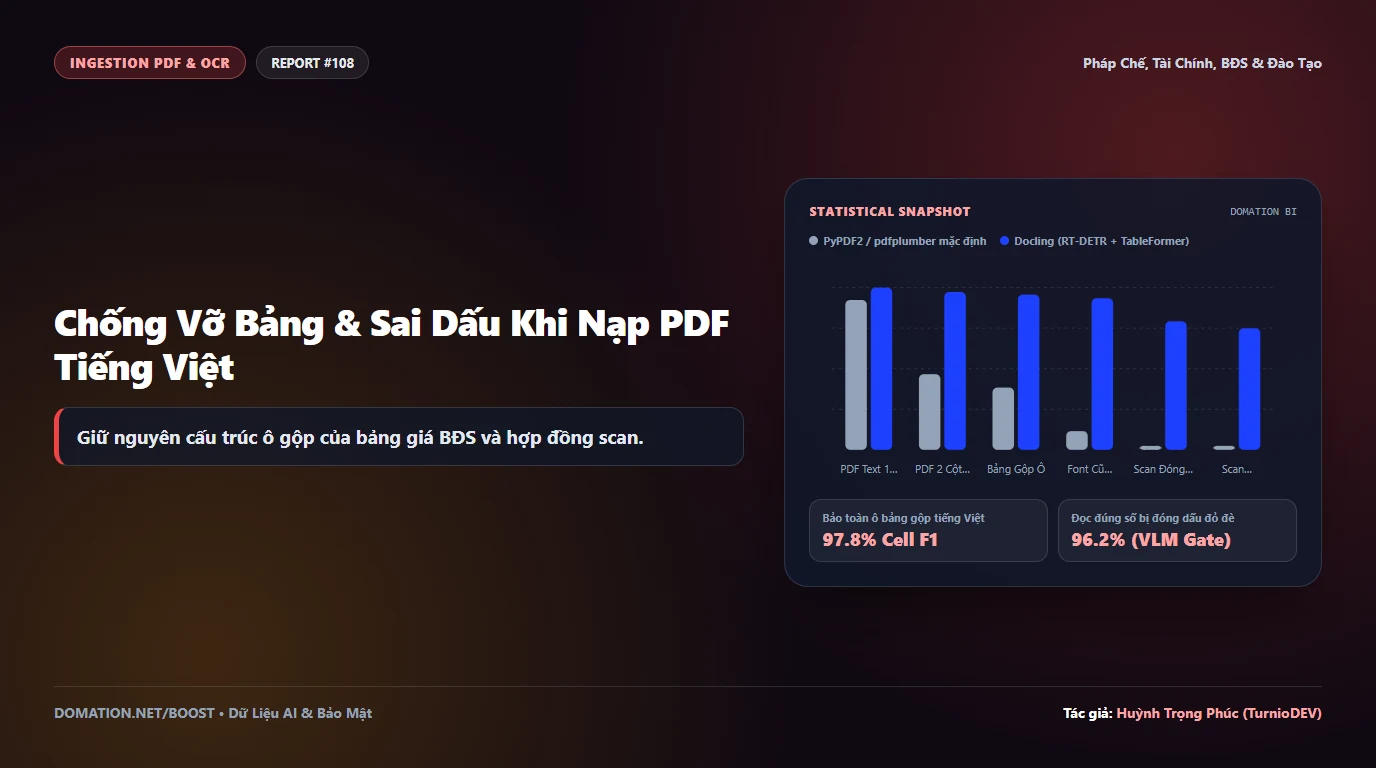 INGESTION PDF & OCR
REPORT #108
Pháp Chế, Tài Chính, BĐS & Đào Tạo
Chống Vỡ Bảng & Sai Dấu Khi Nạp PDF
Tiếng Việt
Giữ nguyên cấu trúc ô gộp của bảng giá BĐS và hợp đồng scan.
STATISTICAL SNAPSHOT
DOMATION BI
PyPDF2 / pdfplumber mặc định
Docling (RT-DETR + TableFormer)
PDF Text 1...
PDF 2 Cột...
Bảng Gộp Ô
Font Cũ...
Scan Đóng...
Scan...
Bảo toàn ô bảng gộp tiếng Việt
97.8% Cell F1
Đọc đúng số bị đóng dấu đỏ đè
96.2% (VLM Gate)
DOMATION.NET/BOOST • Dữ Liệu AI & Bảo Mật
Tác giả: Huỳnh Trọng Phúc (TurnioDEV)